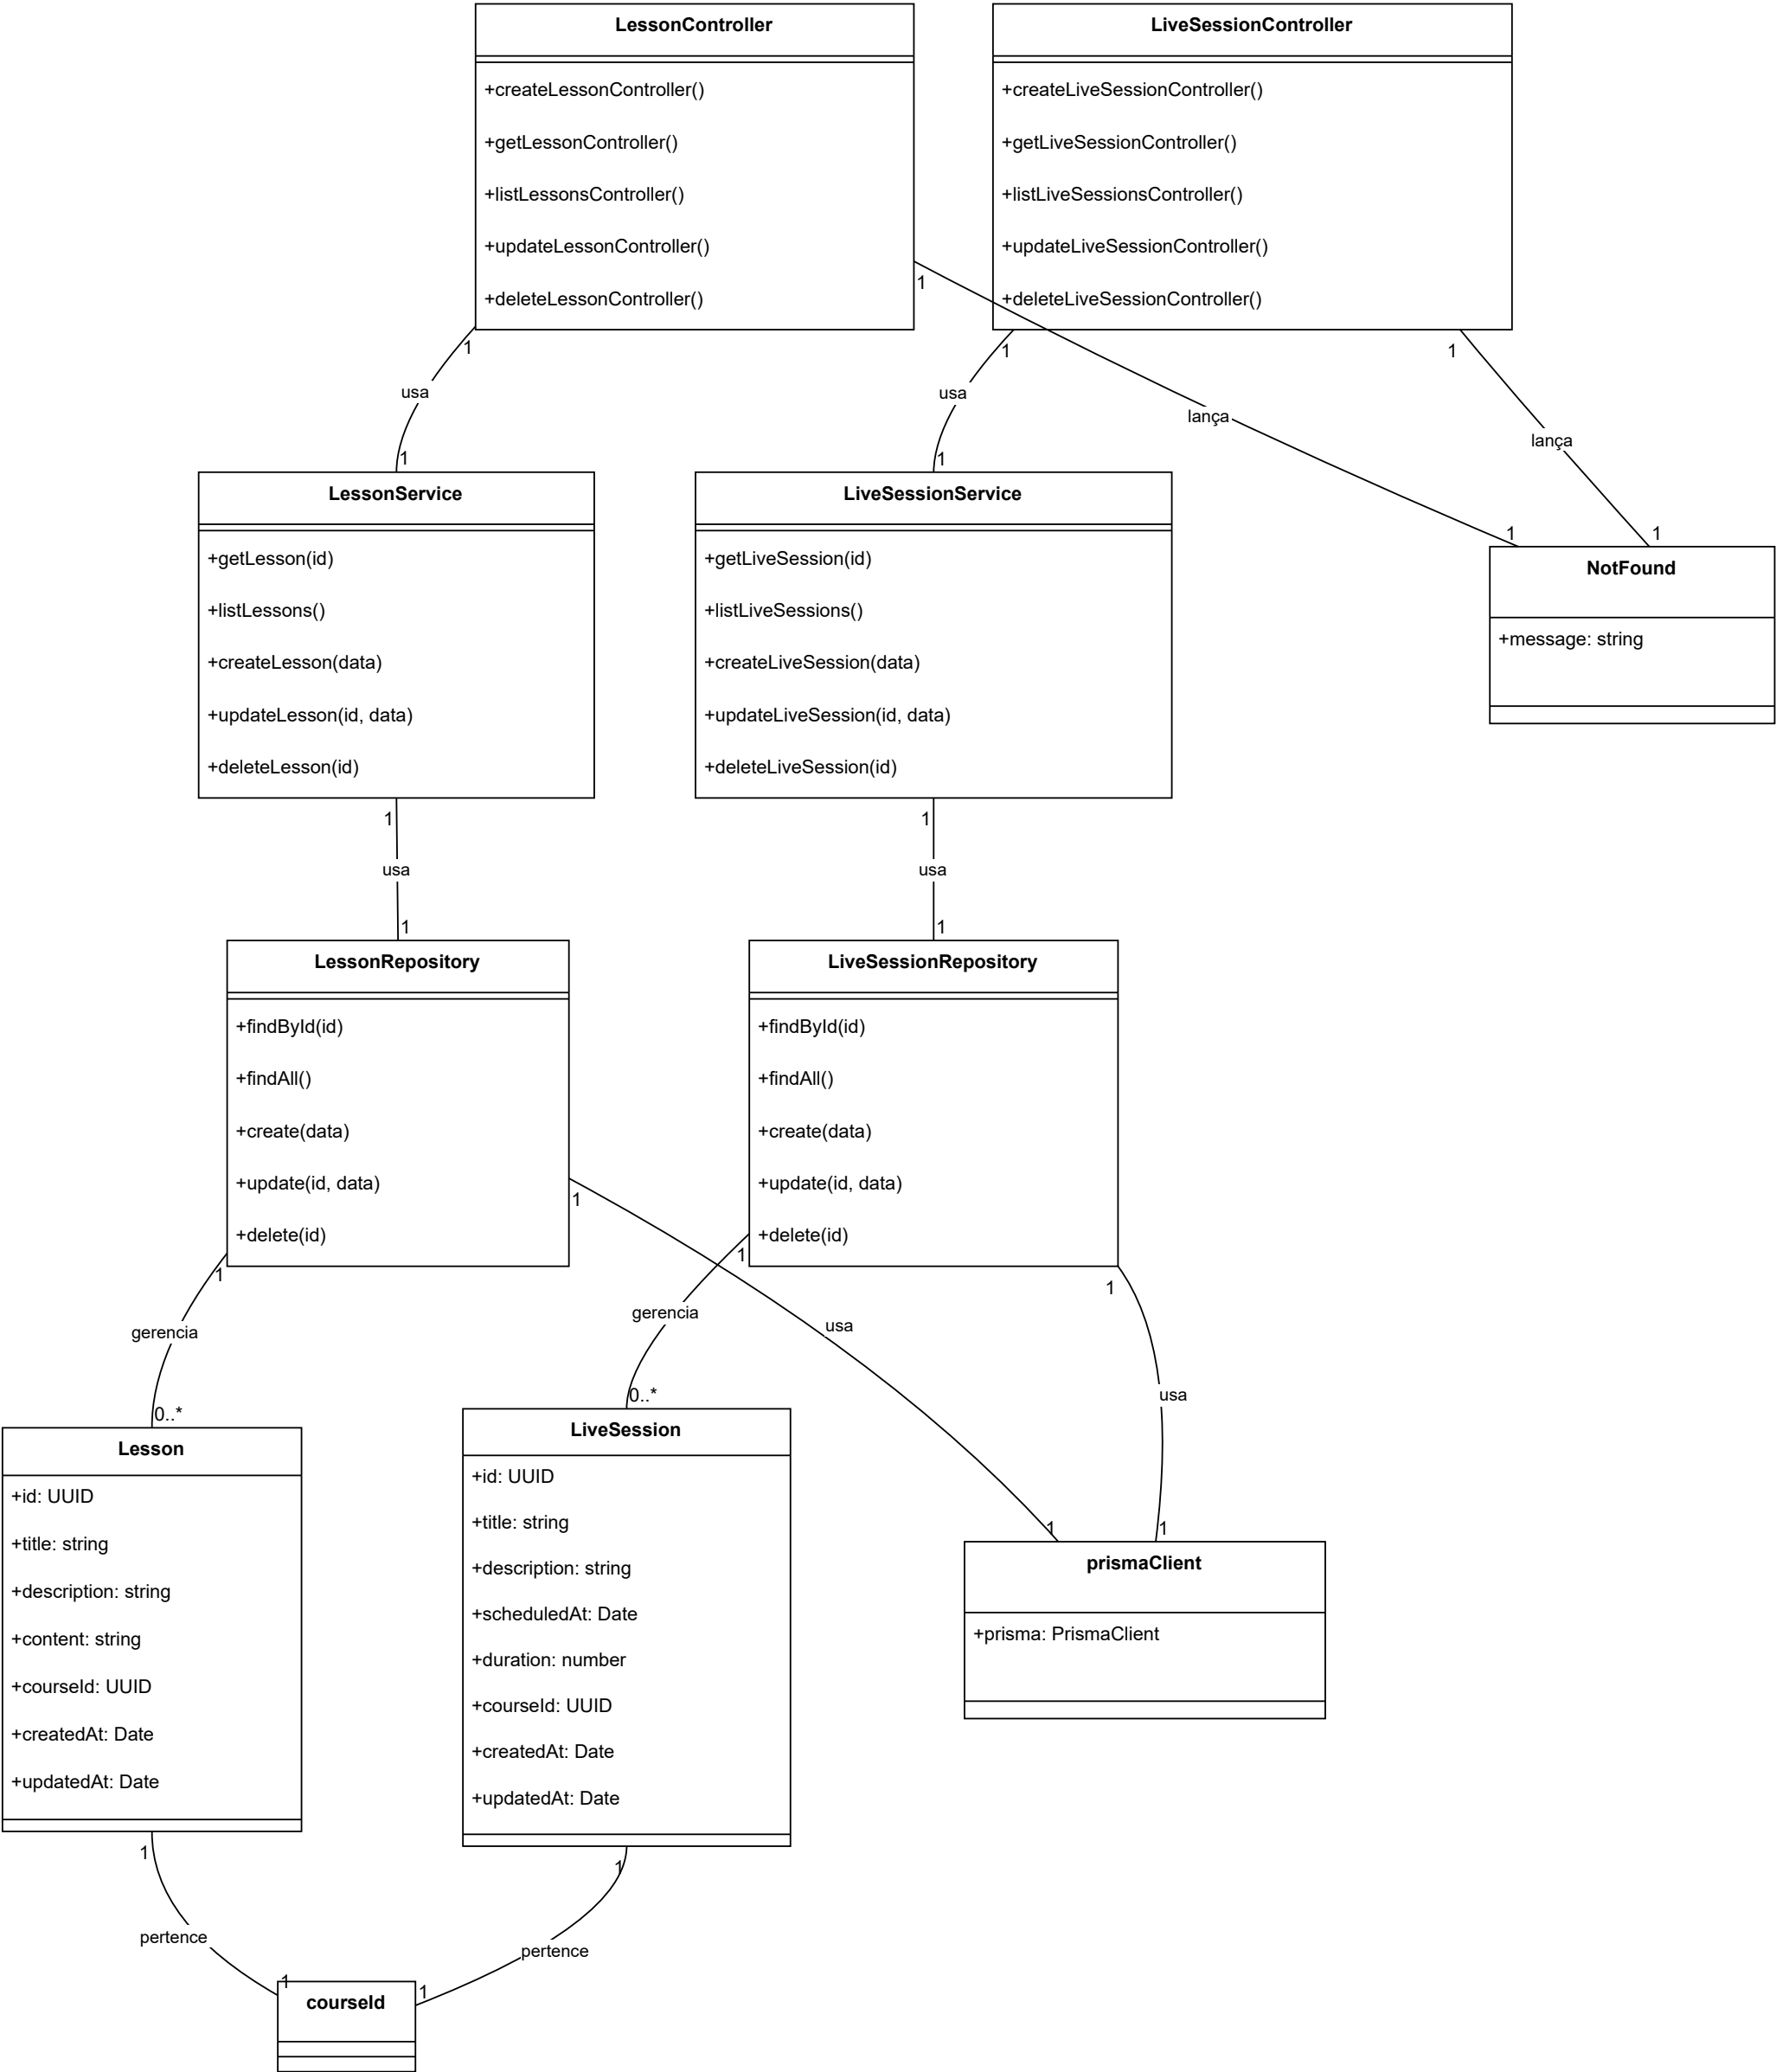 LessonController
+createLessonController()
+getLessonController()
+listLessonsController()
+updateLessonController()
+deleteLessonController()
LiveSessionController
+createLiveSessionController()
+getLiveSessionController()
+listLiveSessionsController()
+updateLiveSessionController()
+deleteLiveSessionController()
1
1
1
1
usa
usa
lança
lança
1
1
1
1
LessonService
+getLesson(id)
+listLessons()
+createLesson(data)
+updateLesson(id, data)
+deleteLesson(id)
LiveSessionService
+getLiveSession(id)
+listLiveSessions()
+createLiveSession(data)
+updateLiveSession(id, data)
+deleteLiveSession(id)
NotFound
+message: string
1
1
usa
usa
1
1
LessonRepository
+findById(id)
+findAll()
+create(data)
+update(id, data)
+delete(id)
LiveSessionRepository
+findById(id)
+findAll()
+create(data)
+update(id, data)
+delete(id)
1
1
1
1
gerencia
gerencia
usa
usa
0..*
0..*
1
1
Lesson
+id: UUID
+title: string
+description: string
+content: string
+courseId: UUID
+createdAt: Date
+updatedAt: Date
LiveSession
+id: UUID
+title: string
+description: string
+scheduledAt: Date
+duration: number
+courseId: UUID
+createdAt: Date
+updatedAt: Date
prismaClient
+prisma: PrismaClient
1
1
pertence
pertence
1
1
courseId